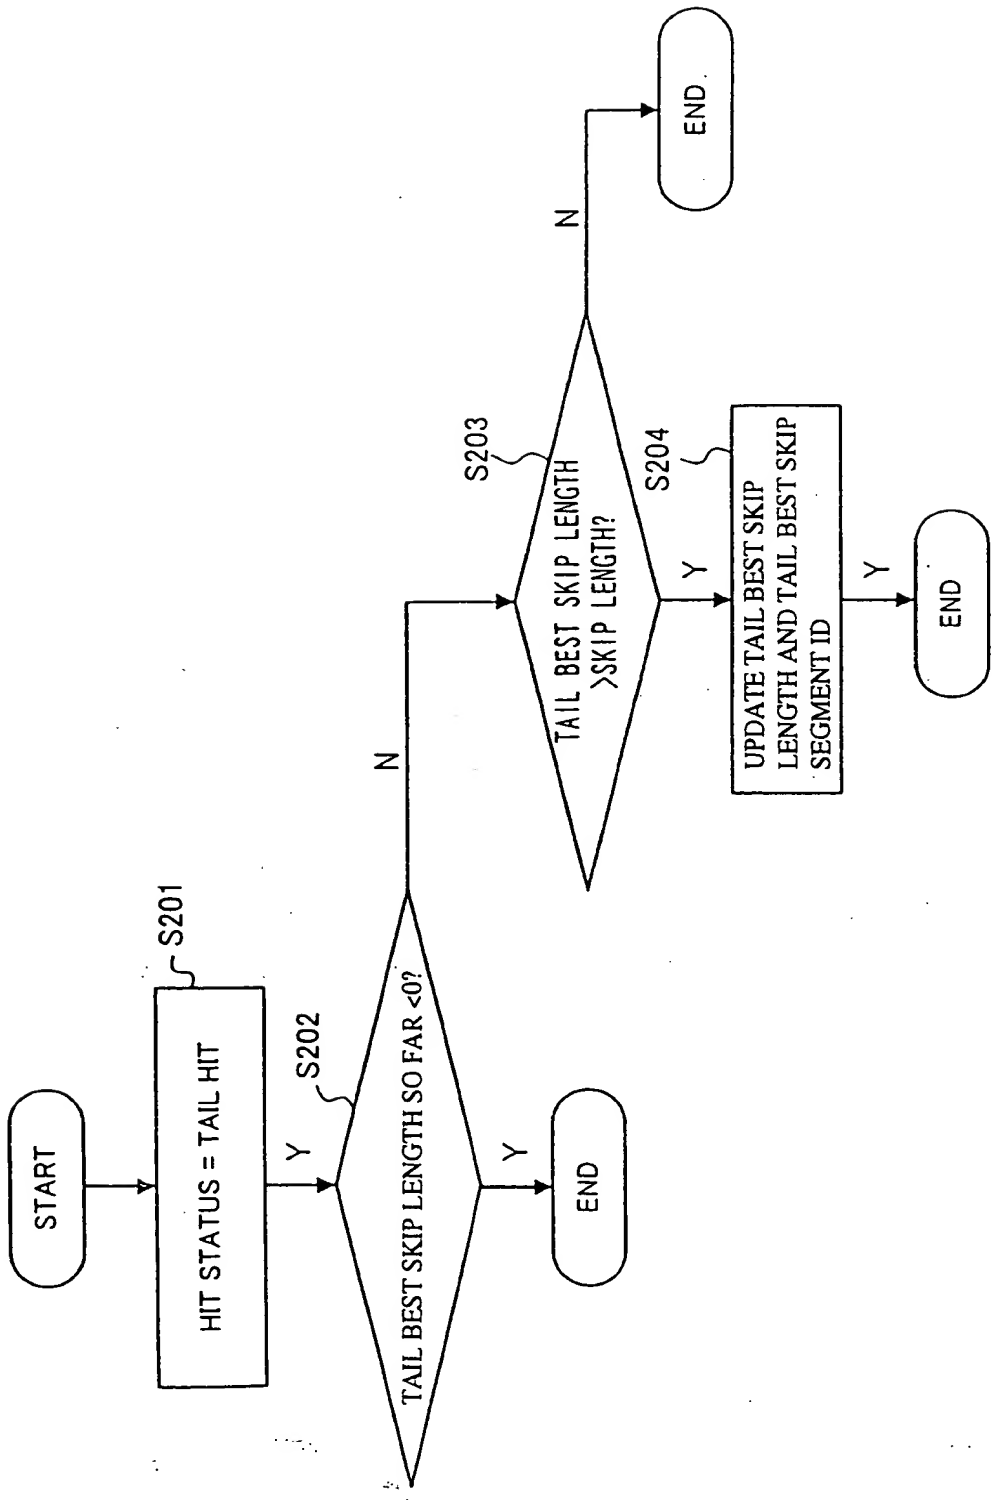 START
S201
HIT STATUS = TAIL HIT
Y
S202
TAIL BEST SKIP LENGTH SO FAR <0?
N
Y
END
S203
TAIL BEST SKIP LENGTH
>SKIP LENGTH?
N
END
Y
S204
UPDATE TAIL BEST SKIP
LENGTH AND TAIL BEST SKIP
SEGMENT ID
Y
END